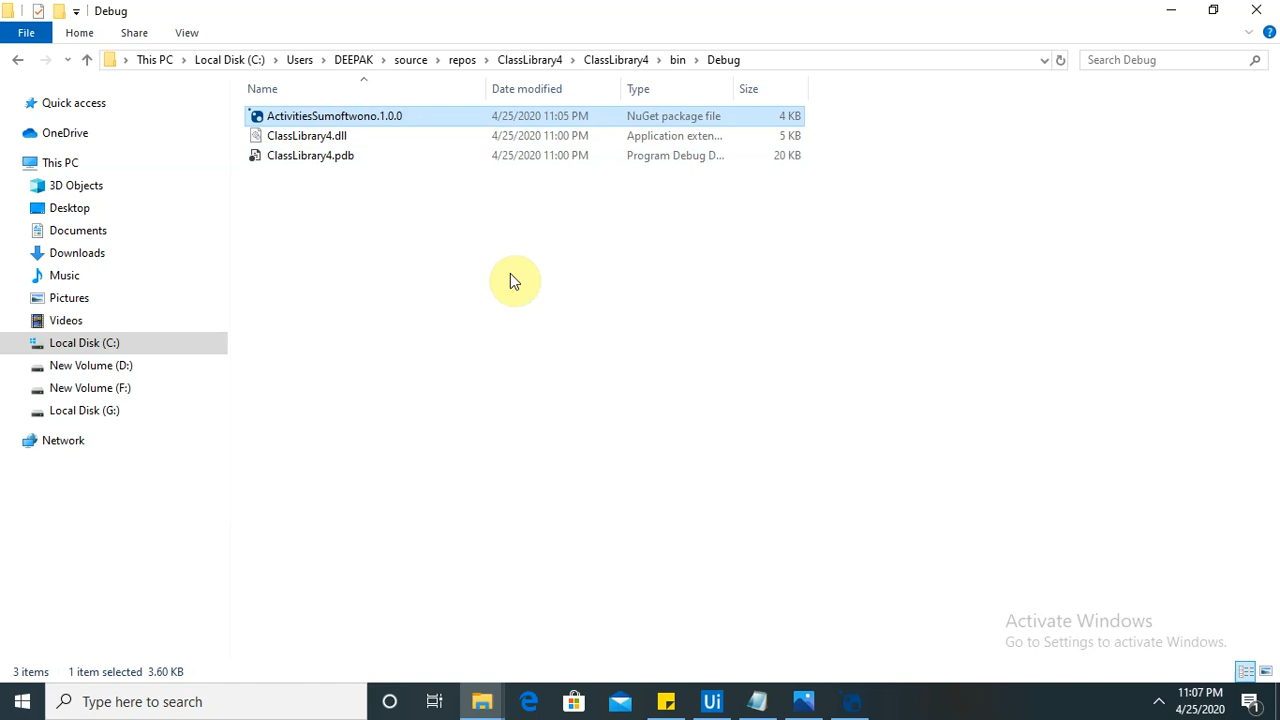 Debug
File Home Share View
This PC Local Disk (C:) Users DEEPAK source repos ClassLibrary4 ClassLibrary4 bin Debug Search Debug
Name Date modified Type Size
Quick access
OneDrive
This PC
3D Objects
Desktop
Documents
Downloads
Music
Pictures
Videos
Local Disk (C:)
New Volume (D:)
New Volume (F:)
Local Disk (G:)
Network
ActivitiesSumoftwono.1.0.0 4/25/2020 11:05 PM NuGet package file 4 KB
ClassLibrary4.dll 4/25/2020 11:00 PM Application exten... 5 KB
ClassLibrary4.pdb 4/25/2020 11:00 PM Program Debug D... 20 KB
Activate Windows
Go to Settings to activate Windows.
3 items 1 item selected 3.60 KB
Type here to search Ui 11:07 PM
4/25/2020 1